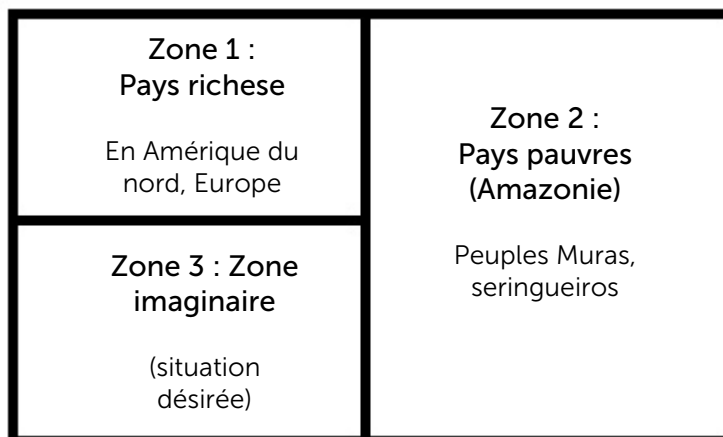 Zone 1 :
Pays richese
En Amérique du
nord, Europe
Zone 2 :
Pays pauvres
(Amazonie)
Peuples Muras,
seringueiros
Zone 3 : Zone
imaginaire
(situation
désirée)